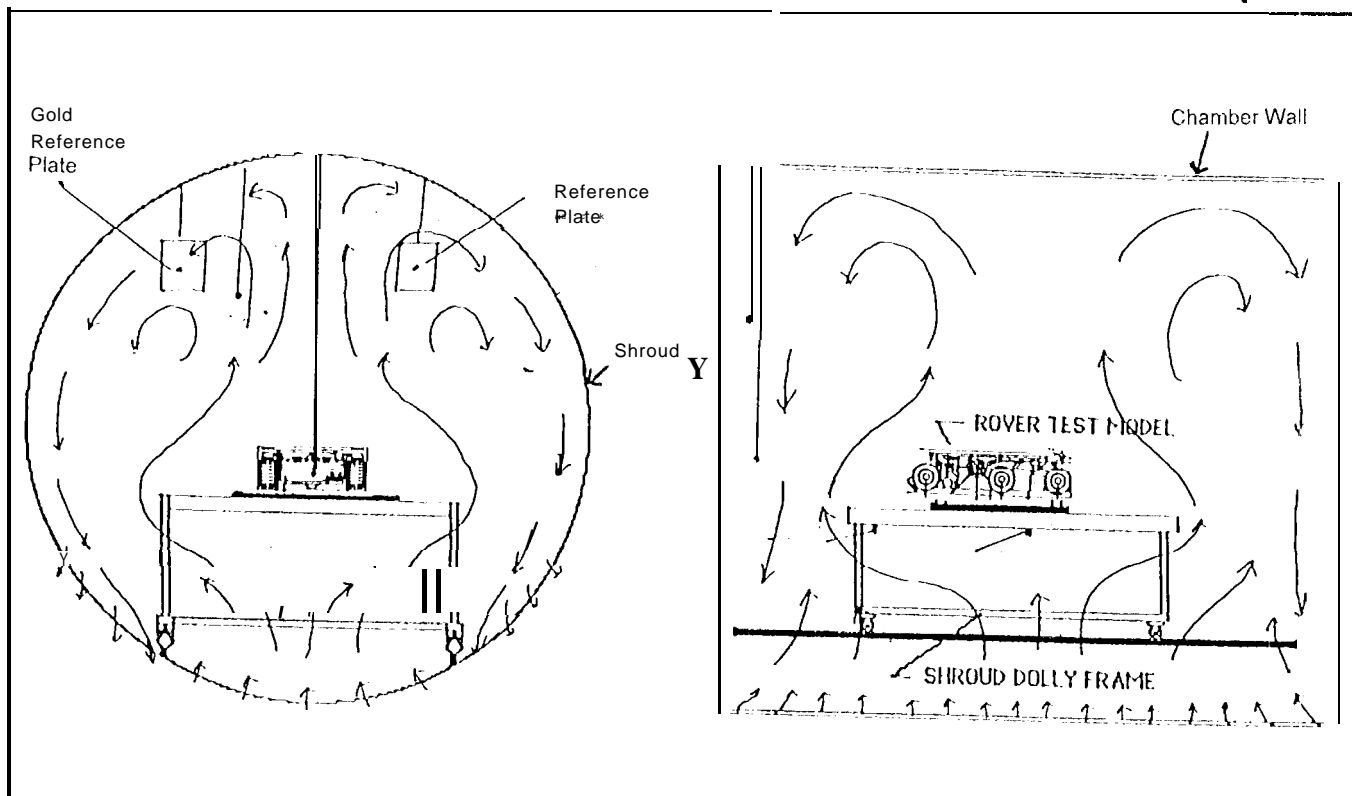 Gold
Reference
Plate
Reference
Plate
Shroud
Y
Chamber Wall
ROVER TEST MODEL
SHROUD DOLLY FRAME